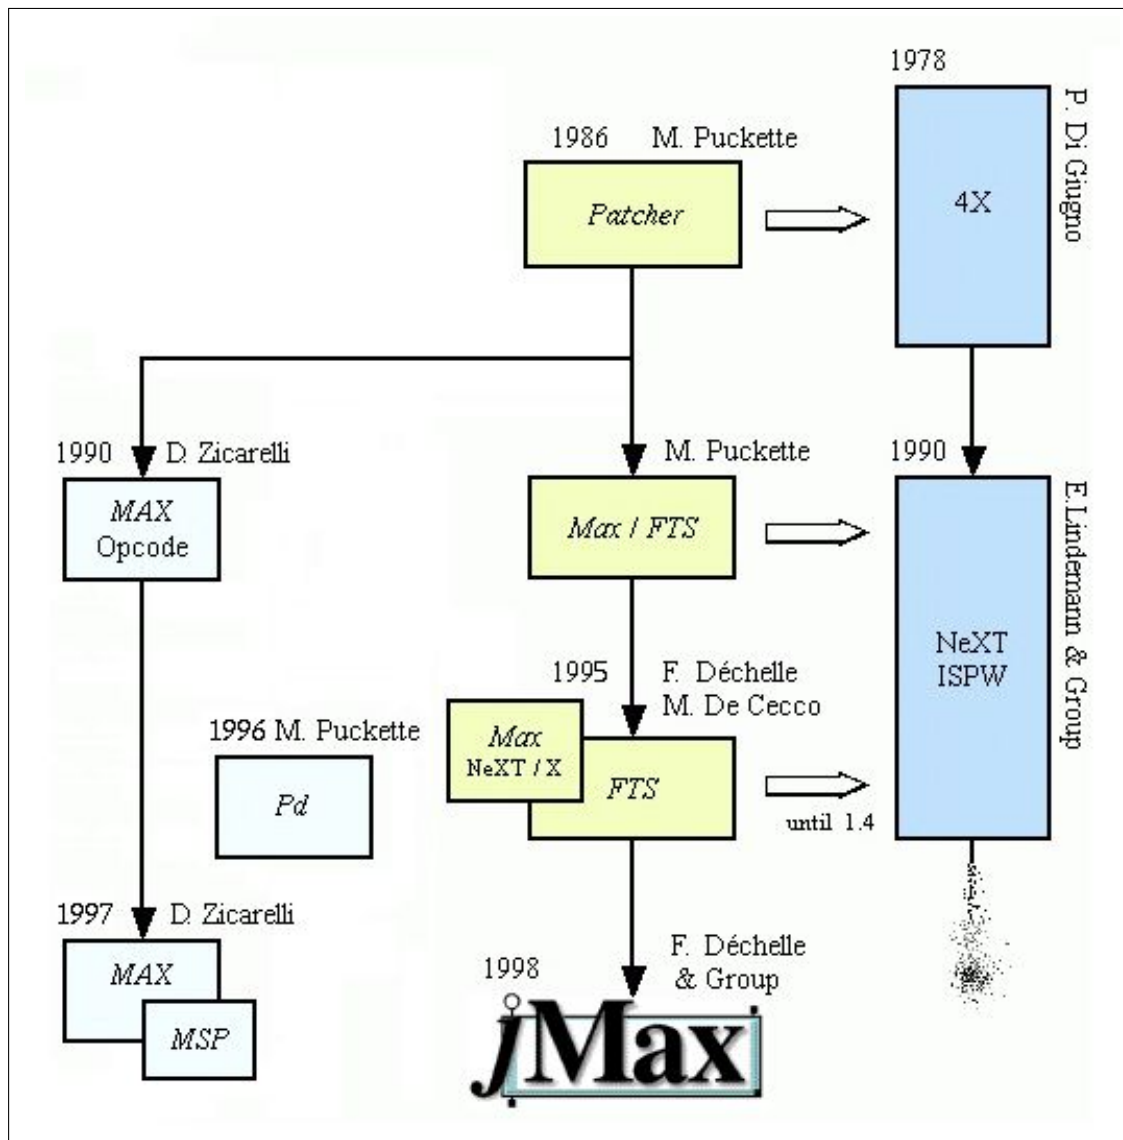 1978
P. Di Giugno
1986 M. Puckette
Patcher
4X
1990 D. Zicarelli
M. Puckette
1990
MAX
Opcode
Max / FTS
E.Lindemann & Group
NeXT
ISPW
1995 F. Déchelle
M. De Cecco
Max
NeXT / X
FTS
until 1.4
1996 M. Puckette
Pd
1997 D. Zicarelli
MAX
MSP
F. Déchelle
& Group
1998
jMax